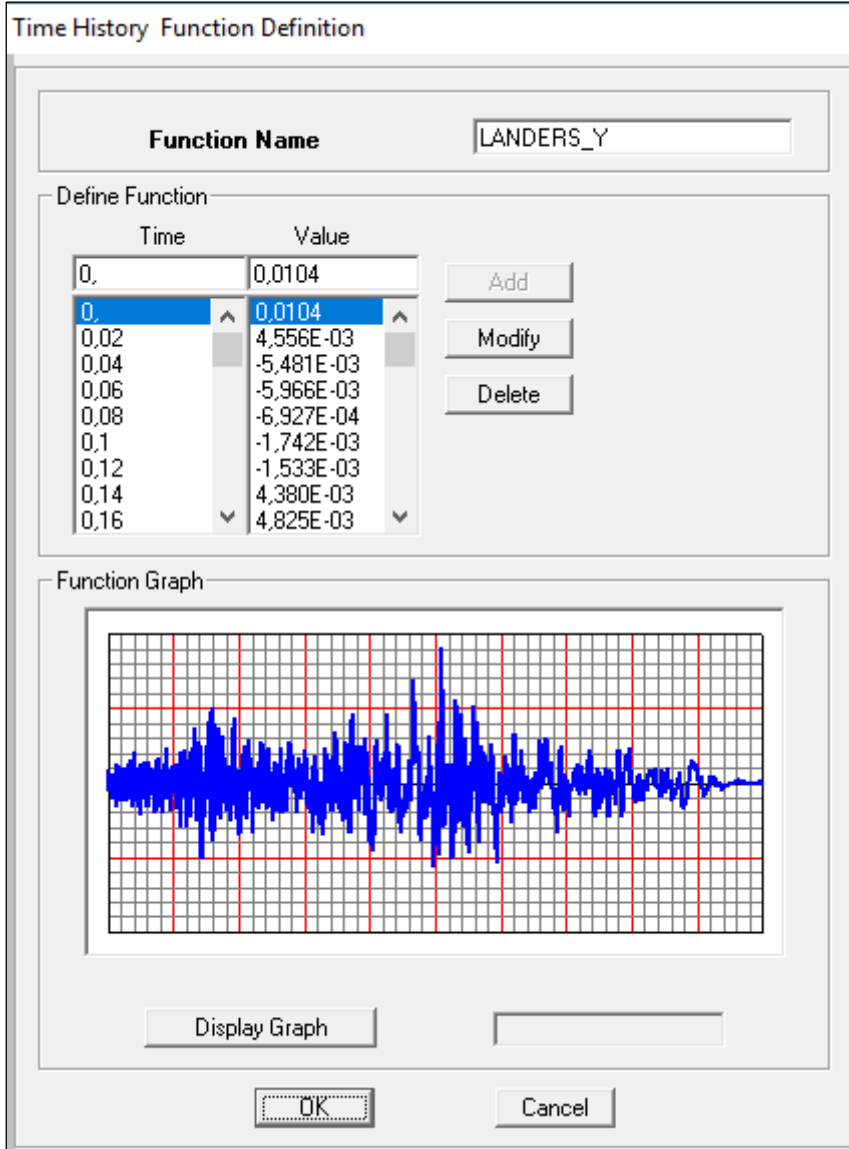 Time History Function Definition
Function Name LANDERS_Y
Define Function
Time Value
0, 0,0104 Add
0, 0,0104
0,02 4,556E-03 Modify
0,04 -5,481E-03
0,06 -5,966E-03 Delete
0,08 -6,927E-04
0,1 -1,742E-03
0,12 -1,533E-03
0,14 4,380E-03
0,16 4,825E-03
Function Graph
Display Graph
OK Cancel